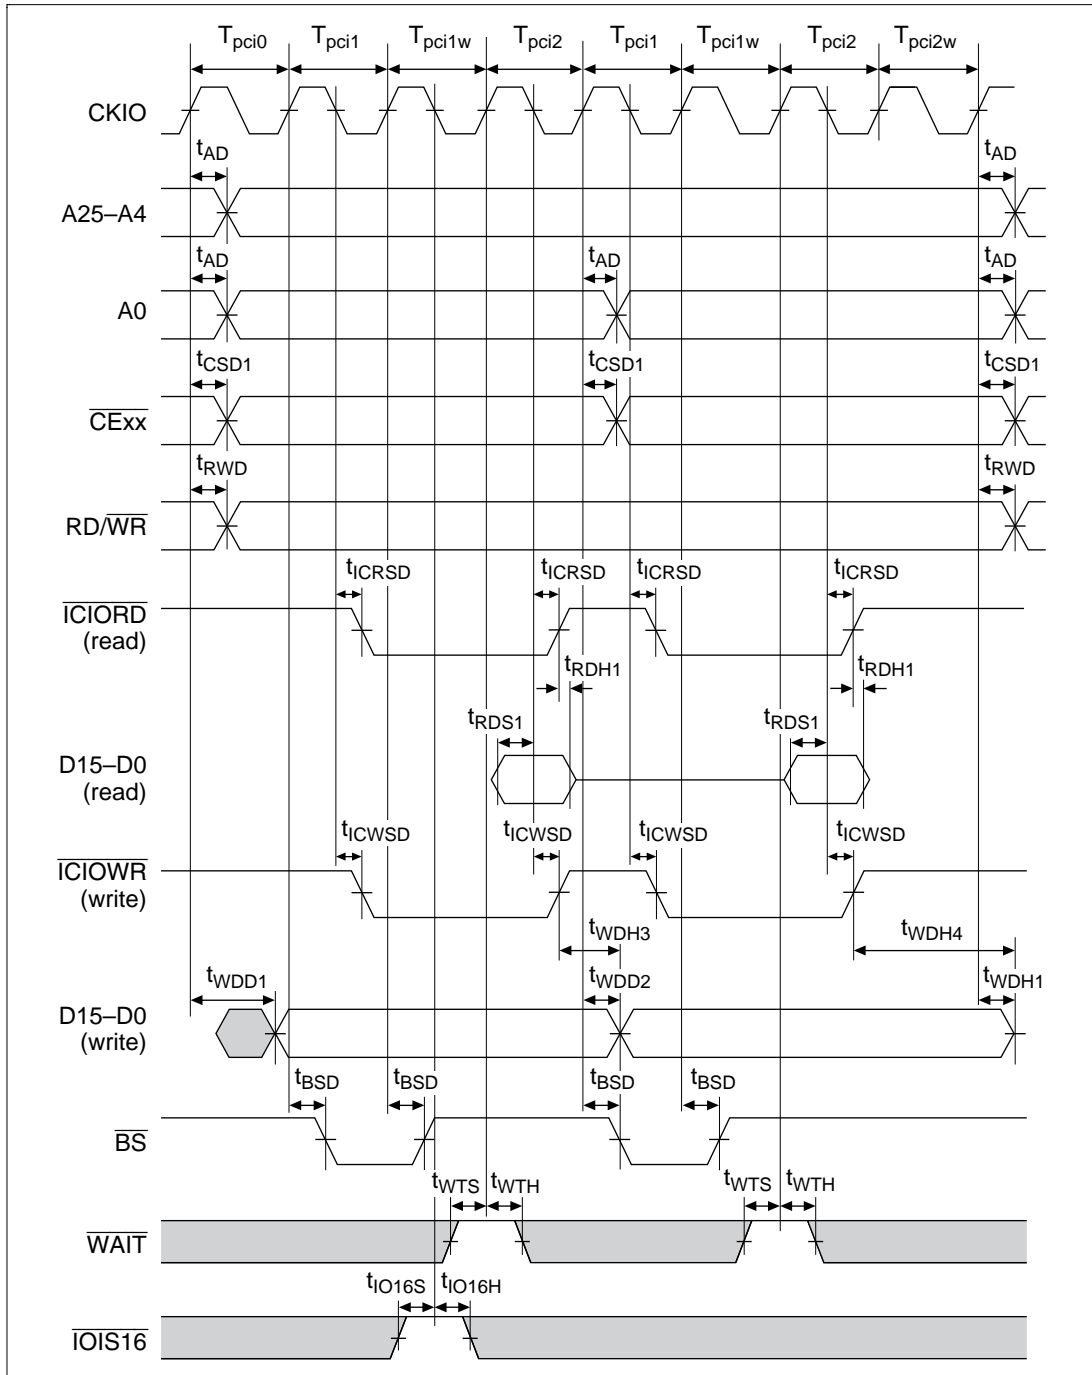 Tpci0 Tpci1 Tpci1w Tpci2 Tpci1 Tpci1w Tpci2 Tpci2w
CKIO
tAD tAD
A25–A4
tAD tAD tAD
A0
tCSD1 tCSD1 tCSD1
CExx
tRWD tRWD
RD/WR
tICRSD tICRSD tICRSD tICRSD
ICIORD
(read)
tRDH1 tRDH1
tRDS1 tRDS1
D15–D0
(read)
tICWSD tICWSD tICWSD tICWSD
ICIOWR
(write)
tWDH3 tWDH4
tWDD1 tWDD2 tWDH1
D15–D0
(write)
tBSD tBSD tBSD tBSD
BS
tWTS tWTH tWTS tWTH
WAIT
tIO16S tIO16H
IOIS16